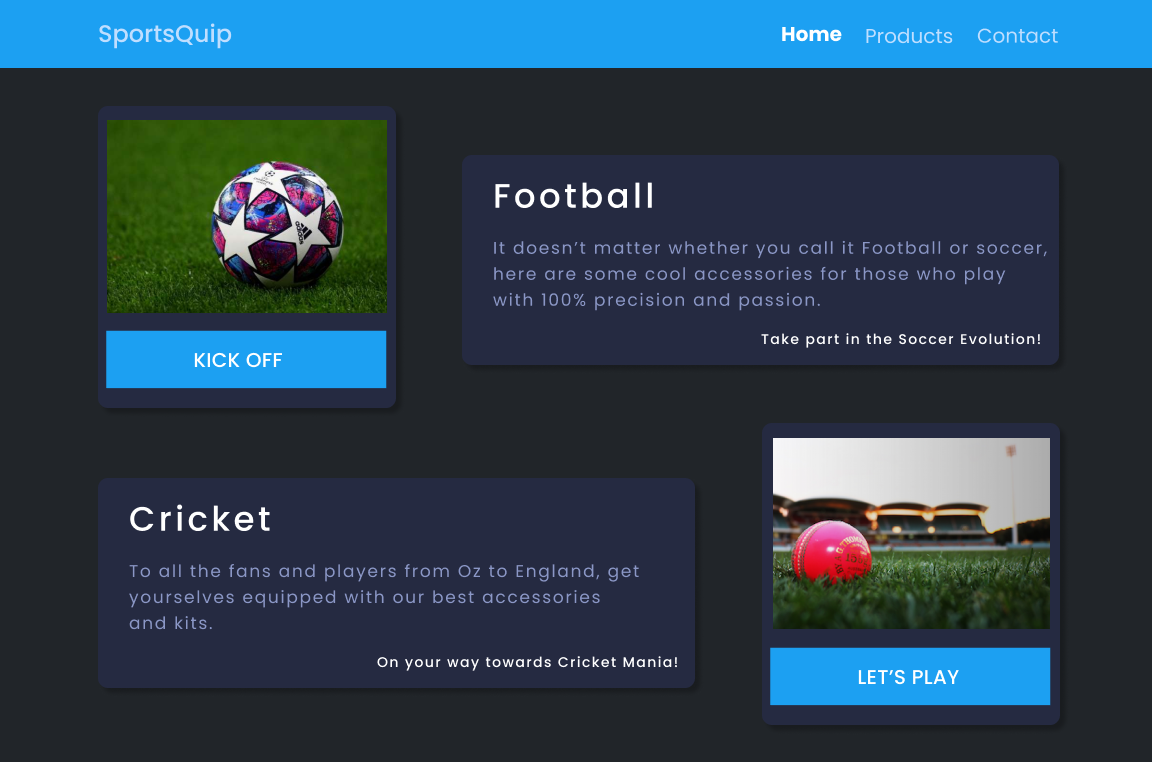 SportsQuip
Home Products Contact
Football
It doesn’t matter whether you call it Football or soccer,
here are some cool accessories for those who play
with 100% precision and passion.
Take part in the Soccer Evolution!
adidas
KICK OFF
Cricket
To all the fans and players from Oz to England, get
yourselves equipped with our best accessories
and kits.
On your way towards Cricket Mania!
LET’S PLAY